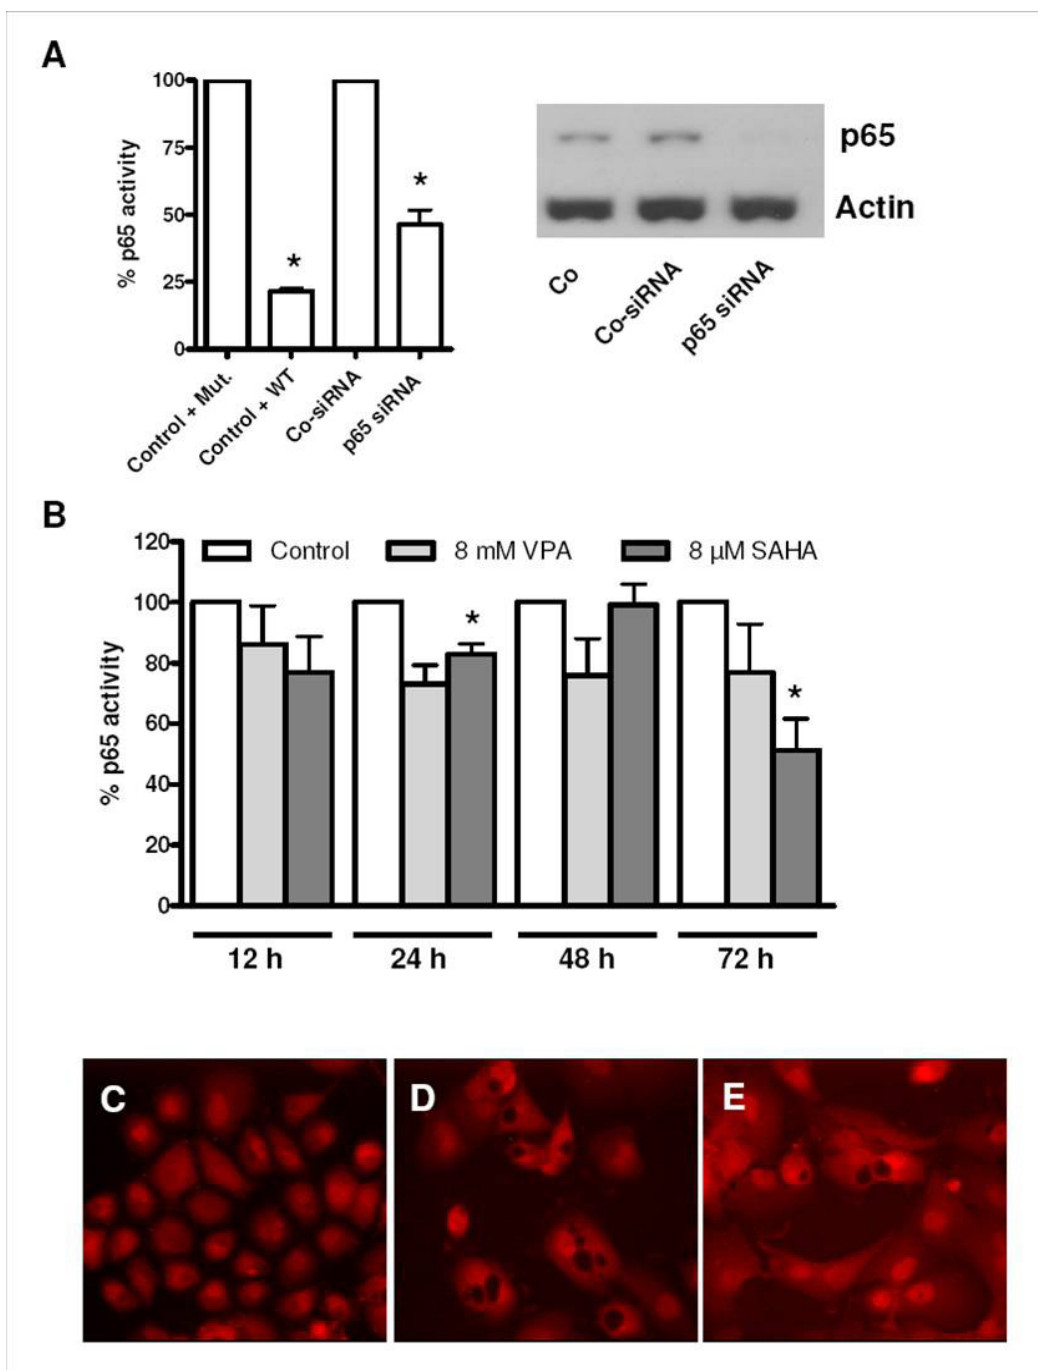 A
100
75
50
25
0
% p65 activity
*
*
Control + Mut.
Control + WT
Co-siRNA
p65 siRNA
p65
Actin
Co
Co-siRNA
p65 siRNA
B
120
100
80
60
40
20
0
% p65 activity
Control 8 mM VPA 8 µM SAHA
*
*
12 h 24 h 48 h 72 h
C D E